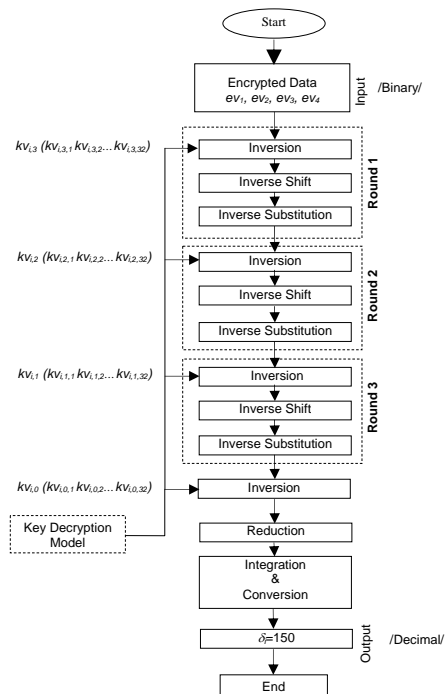 Start
Encrypted Data
ev1, ev2, ev3, ev4
Input
/Binary/
kvi,3 (kvi,3,1 kvi,3,2... kvi,3,32)
Inversion
Inverse Shift
Inverse Substitution
Round 1
kvi,2 (kvi,2,1 kvi,2,2... kvi,2,32)
Inversion
Inverse Shift
Inverse Substitution
Round 2
kvi,1 (kvi,1,1 kvi,1,2... kvi,1,32)
Inversion
Inverse Shift
Inverse Substitution
Round 3
kvi,0 (kvi,0,1 kvi,0,2... kvi,0,32)
Inversion
Key Decryption
Model
Reduction
Integration
&
Conversion
δi=150
Output
/Decimal/
End